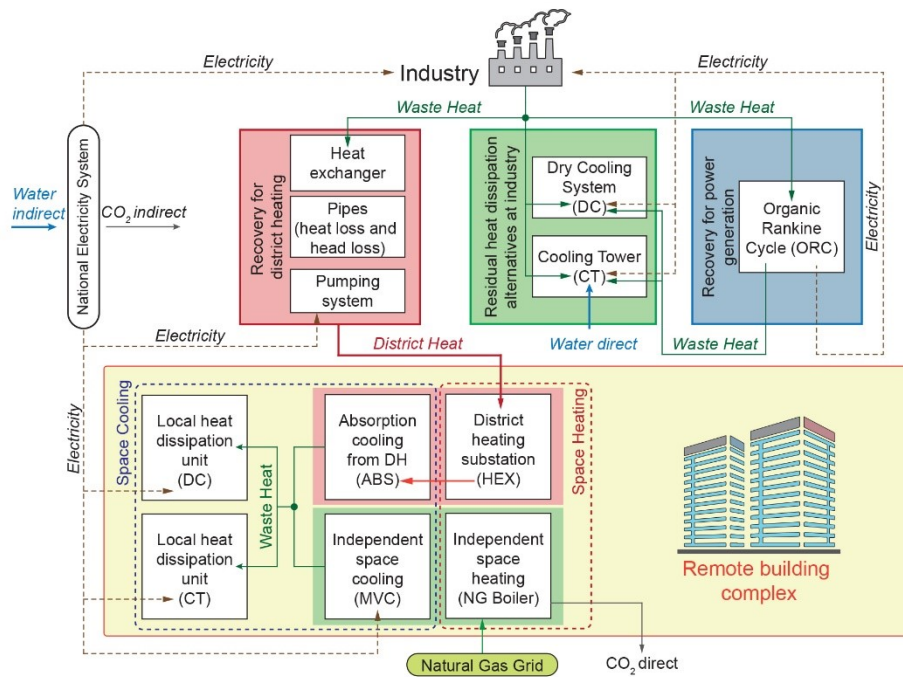 Electricity
Industry
Electricity
Waste Heat
Waste Heat
National Electricity System
Water
indirect
CO2 indirect
Recovery for
district heating
Heat
exchanger
Pipes
(heat loss and
head loss)
Pumping
system
Residual heat dissipation
alternatives at industry
Dry Cooling
System
(DC)
Cooling Tower
(CT)
Recovery for power
generation
Organic
Rankine
Cycle (ORC)
Electricity
Electricity
District Heat
Water direct
Waste Heat
Electricity
Space Cooling
Local heat
dissipation
unit
(DC)
Local heat
dissipation
unit
(CT)
Waste Heat
Absorption
cooling
from DH
(ABS)
Independent
space
cooling
(MVC)
District
heating
substation
(HEX)
Independent
space
heating
(NG Boiler)
Space Heating
Remote building
complex
Natural Gas Grid
CO2 direct